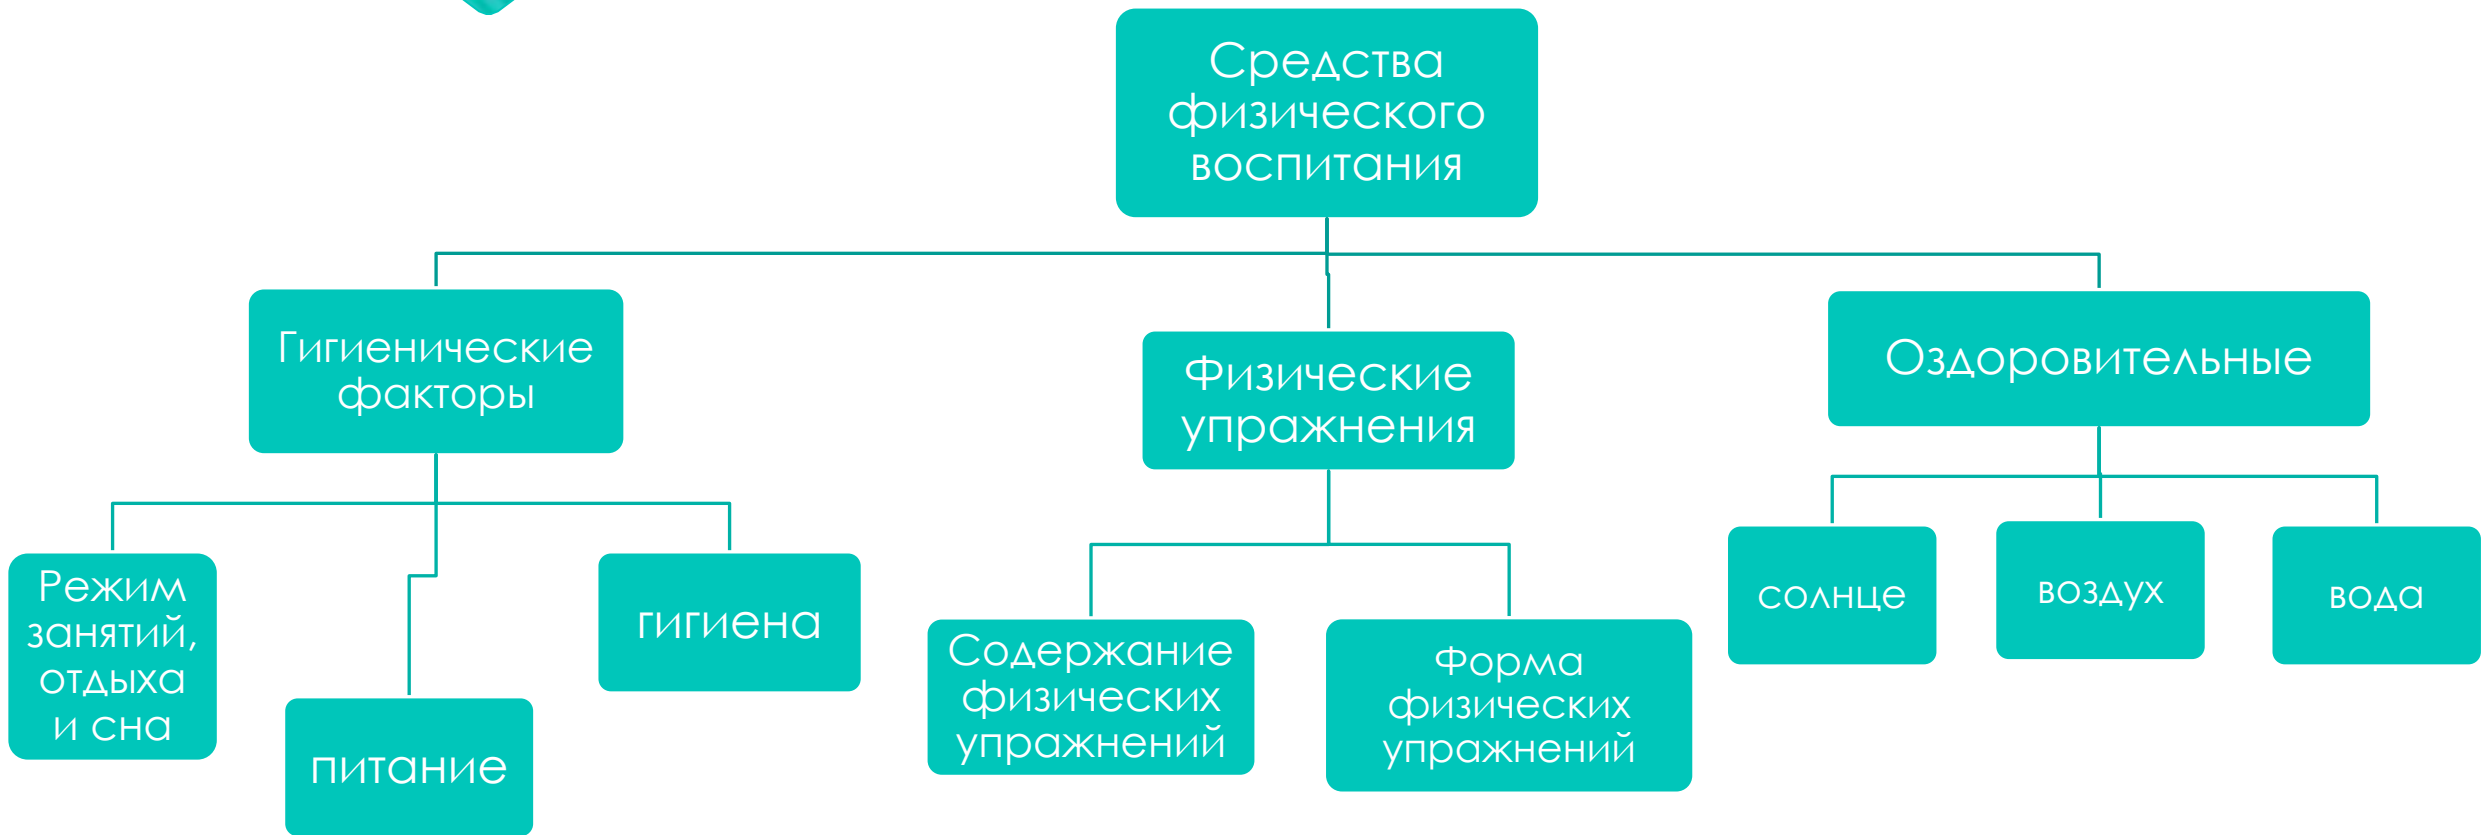 Средства
физического
воспитания
Гигиенические
факторы
Физические
упражнения
Оздоровительные
Режим
занятий,
отдыха
и сна
питание
гигиена
Содержание
физических
упражнений
Форма
физических
упражнений
солнце
воздух
вода